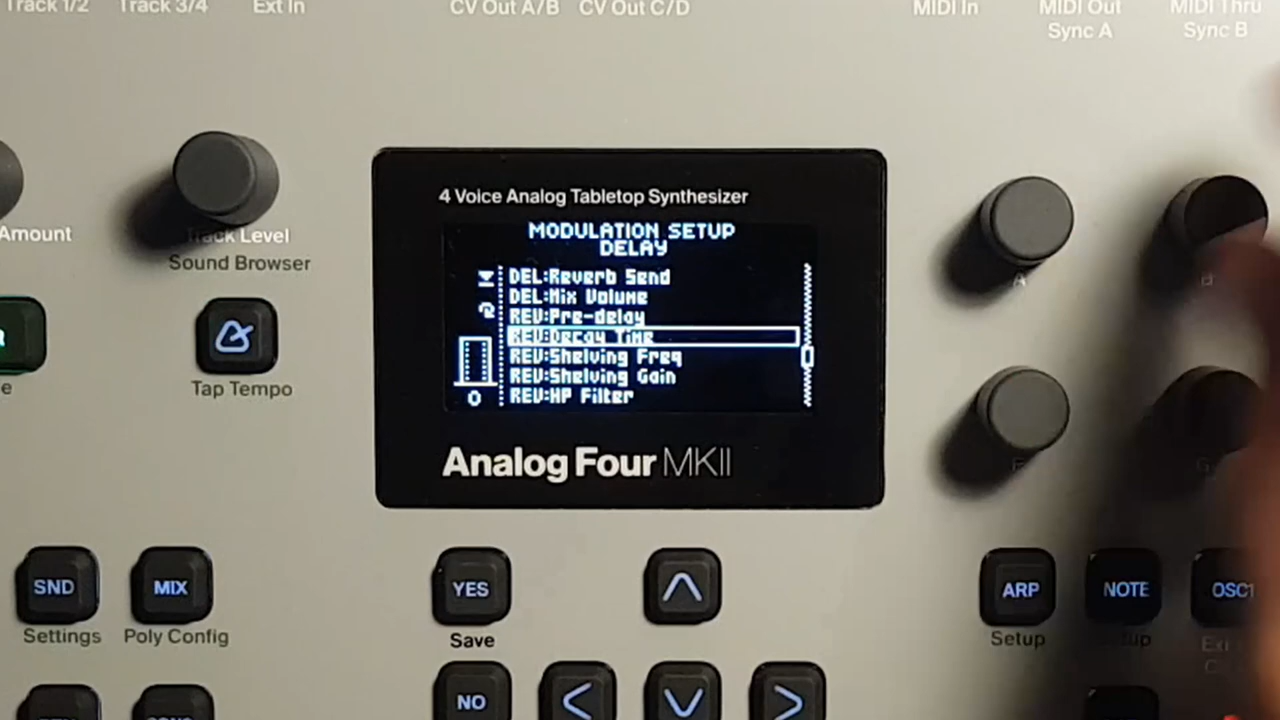 Track 1/2 Track 3/4 Ext In CV Out A/B CV Out C/D MIDI In MIDI Out MIDI Thru
Sync A Sync B
4 Voice Analog Tabletop Synthesizer
Amount
Track Level
Sound Browser
MODULATION SETUP
DELAY
DEL:Reverb Send
DEL:Mix Volume
REV:Pre-delay
REV:Decay Time
REV:Shelving Freq
REV:Shelving Gain
REV:HP Filter
0
A
B
Tap Tempo
Analog Four MKII
SND MIX YES ARP NOTE OSC1
Settings Poly Config Save Setup
NO